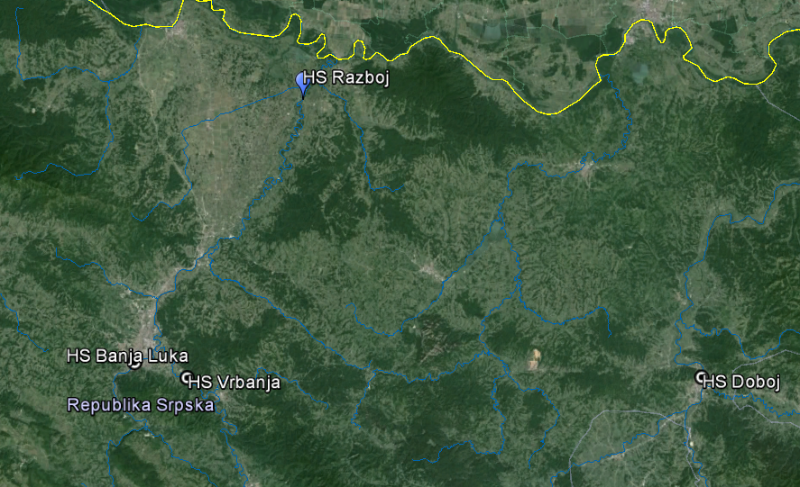 HS Razboj
HS Banja Luka
HS Vrbanja
HS Doboj
Republika Srpska